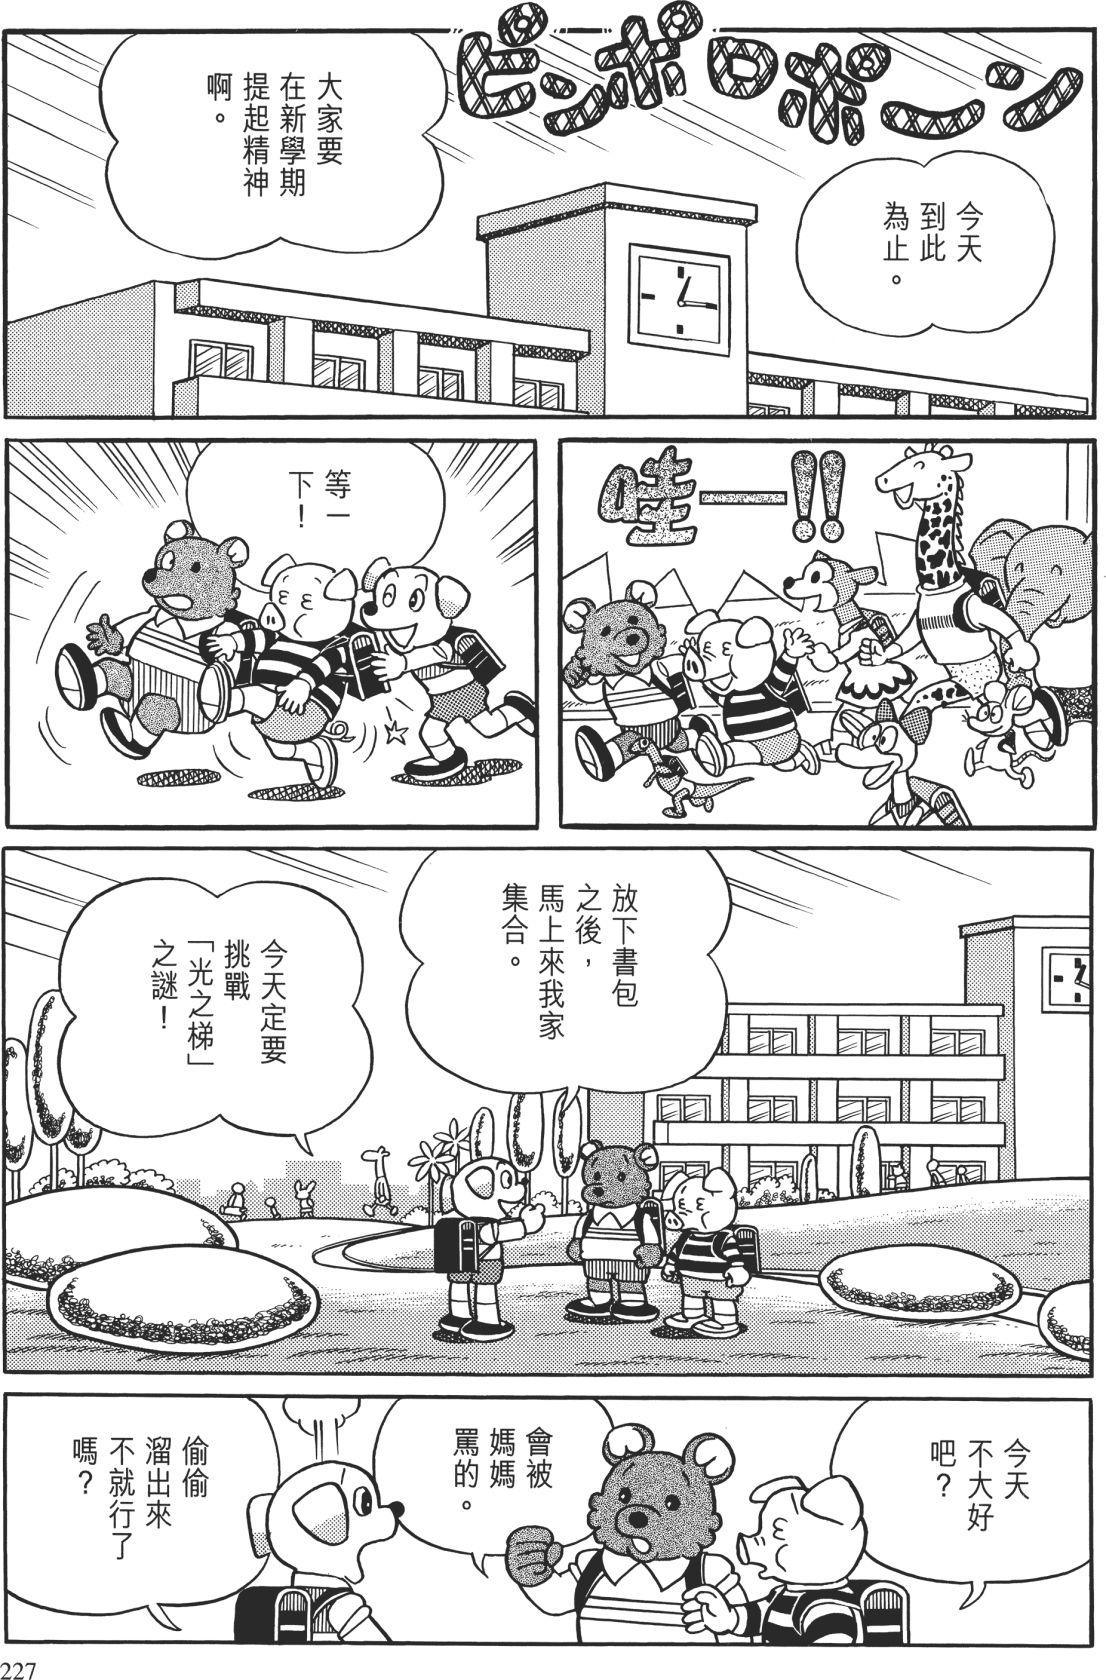 ピンポロポーン
今天
到此
為止。
大家要
在新學期
提起精神
啊。
哇—!!
等一
下！
放下書包
之後，
馬上來我家
集合。
今天定要
挑戰
「光之梯」
之謎！
今天
不大好
吧？
會被
媽媽
罵的。
偷偷
溜出來
不就行了
嗎？
227